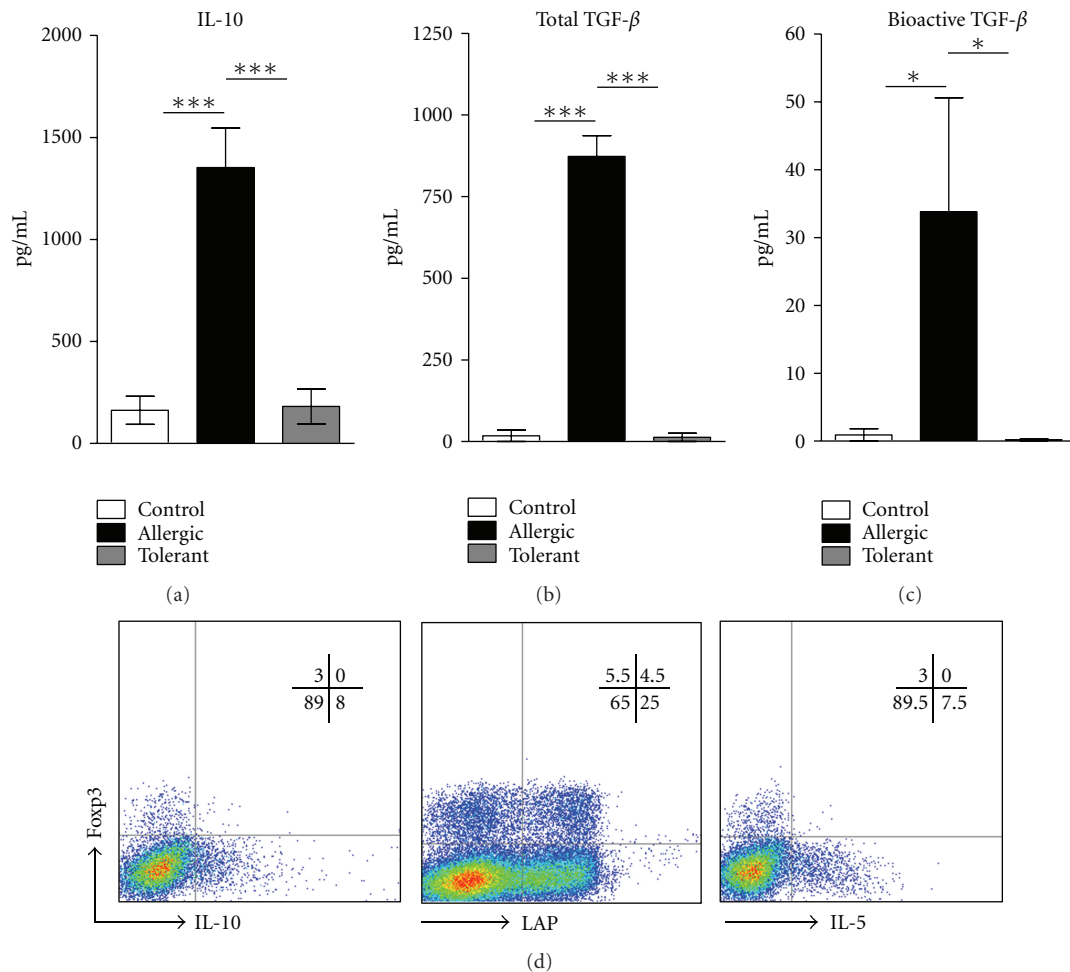 IL-10
2000
1500
1000
500
0
pg/mL
***
***
Control
Allergic
Tolerant
(a)
Total TGF-β
1250
1000
750
500
250
0
pg/mL
***
***
Control
Allergic
Tolerant
(b)
Bioactive TGF-β
60
50
40
30
20
10
0
pg/mL
*
*
Control
Allergic
Tolerant
(c)
3 0
89 8
Foxp3
IL-10
5.5 4.5
65 25
LAP
3 0
89.5 7.5
IL-5
(d)